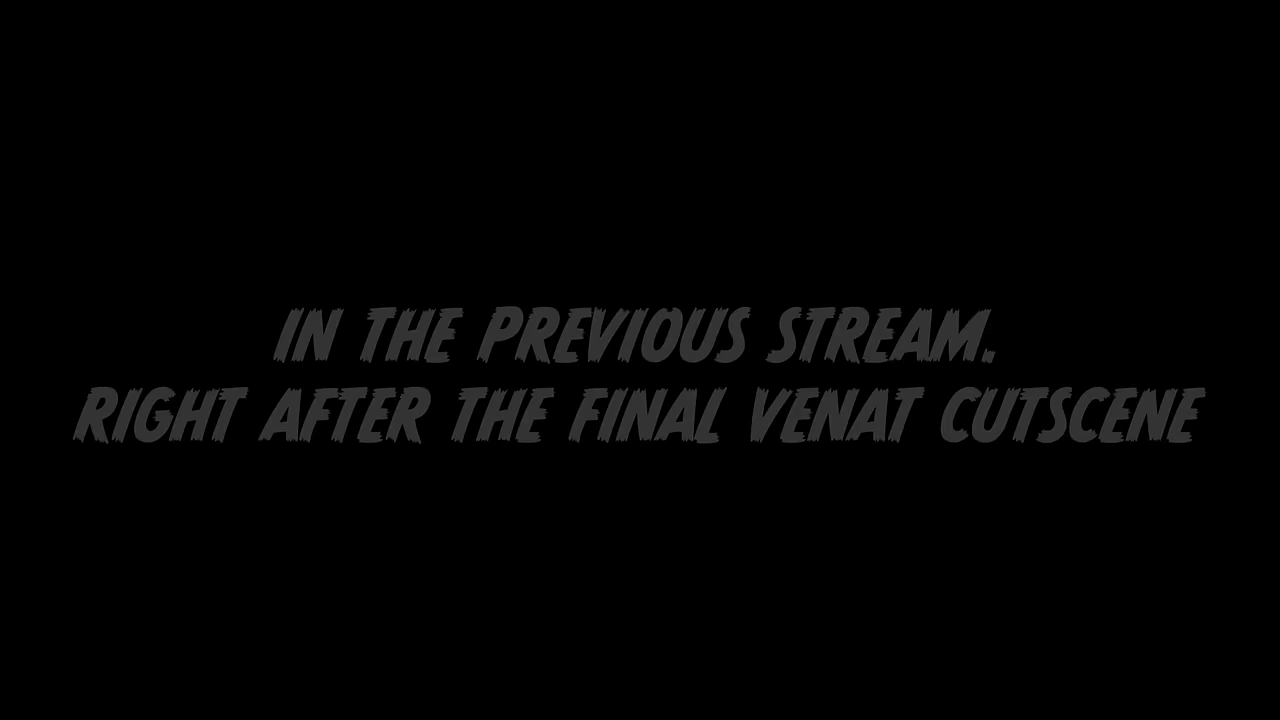 IN THE PREVIOUS STREAM.
RIGHT AFTER THE FINAL VENAT CUTSCENE